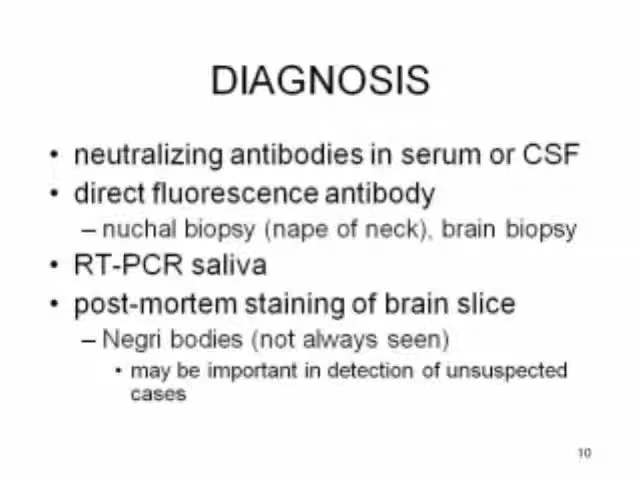 DIAGNOSIS
• neutralizing antibodies in serum or CSF
• direct fluorescence antibody
– nuchal biopsy (nape of neck), brain biopsy
• RT-PCR saliva
• post-mortem staining of brain slice
– Negri bodies (not always seen)
• may be important in detection of unsuspected
cases
10